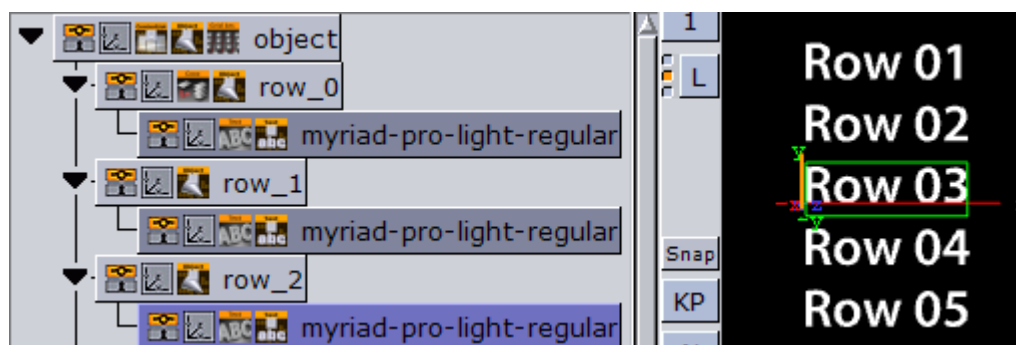 object
row_0
myriad-pro-light-regular
row_1
myriad-pro-light-regular
row_2
myriad-pro-light-regular
1
L
Snap
KP
Row 01
Row 02
Row 03
Row 04
Row 05